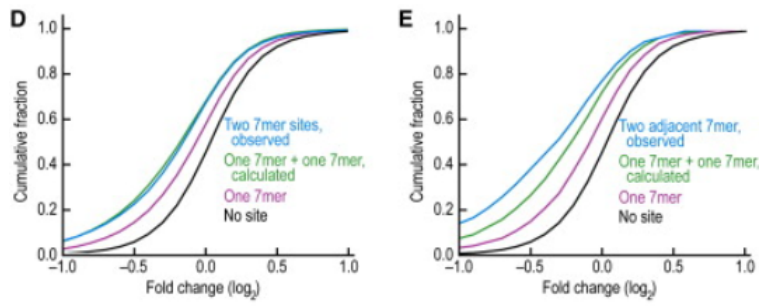 D
Cumulative fraction
1.0
0.8
0.6
0.4
0.2
0.0
Two 7mer sites,
observed
One 7mer + one 7mer,
calculated
One 7mer
No site
−1.0 −0.5 0.0 0.5 1.0
Fold change (log2)
E
Cumulative fraction
1.0
0.8
0.6
0.4
0.2
0.0
Two adjacent 7mer,
observed
One 7mer + one 7mer,
calculated
One 7mer
No site
−1.0 −0.5 0.0 0.5 1.0
Fold change (log2)